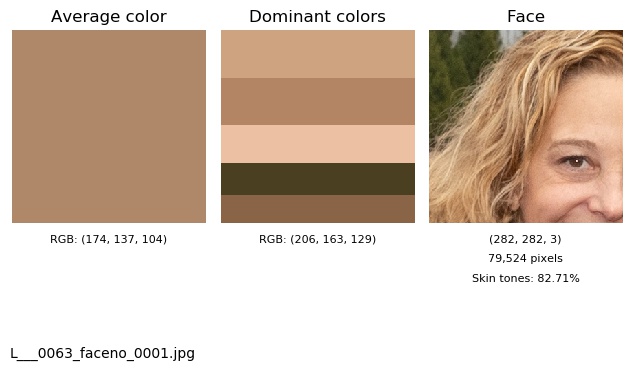 Average color
Dominant colors
Face
RGB: (174, 137, 104)
RGB: (206, 163, 129)
(282, 282, 3)
79,524 pixels
Skin tones: 82.71%
L___0063_faceno_0001.jpg